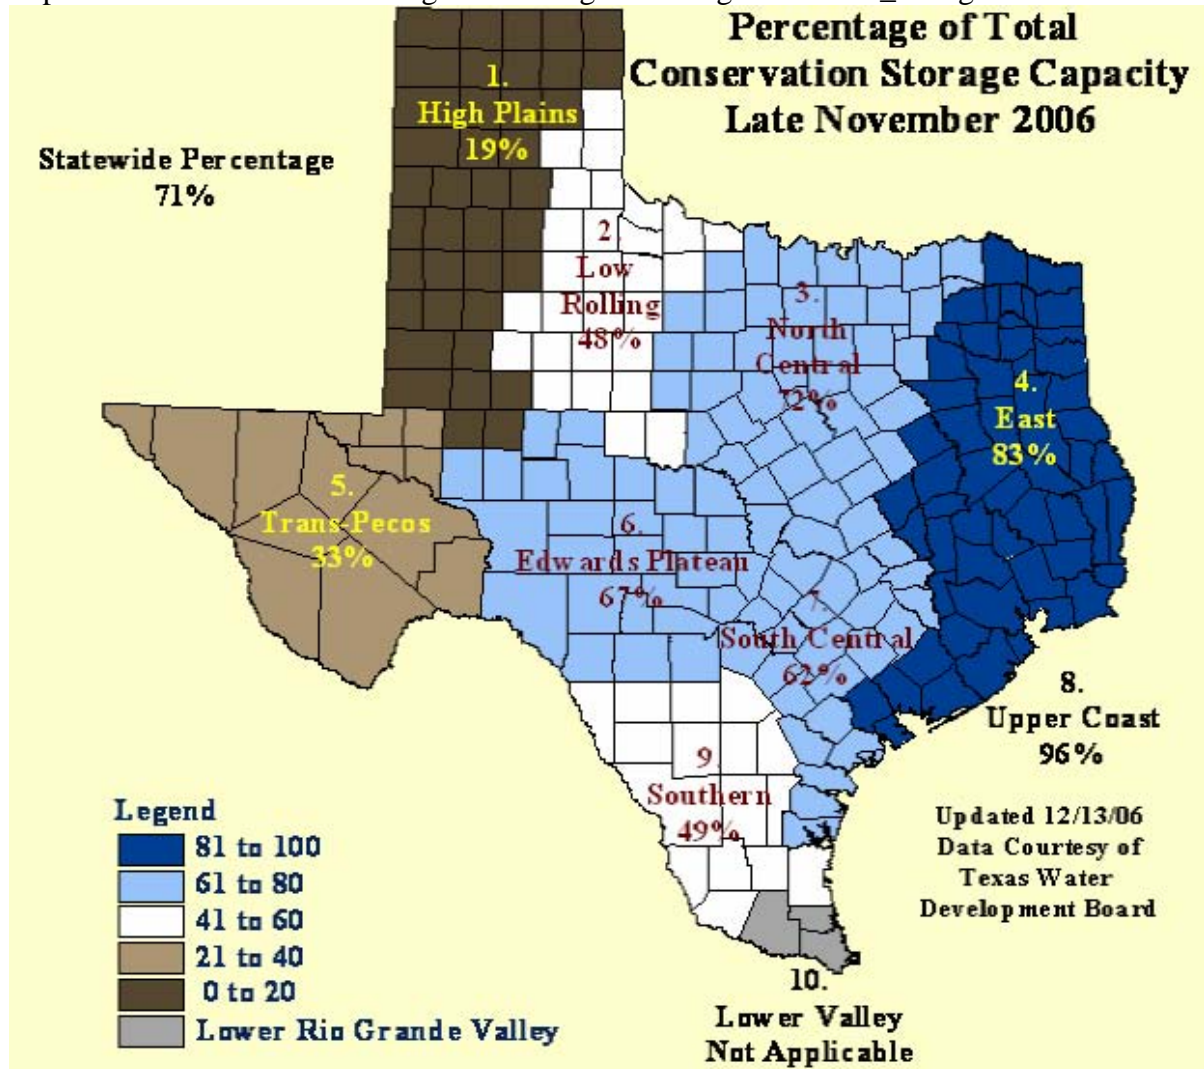 Percentage of Total
Conservation Storage Capacity
Late November 2006
Statewide Percentage
71%
1.
High Plains
19%
2.
Low
Rolling
48%
3.
North
Central
72%
4.
East
83%
5.
Trans-Pecos
33%
6.
Edwards Plateau
67%
7.
South Central
62%
8.
Upper Coast
96%
9.
Southern
49%
10.
Lower Valley
Not Applicable
Legend
81 to 100
61 to 80
41 to 60
21 to 40
0 to 20
Lower Rio Grande Valley
Updated 12/13/06
Data Courtesy of
Texas Water
Development Board